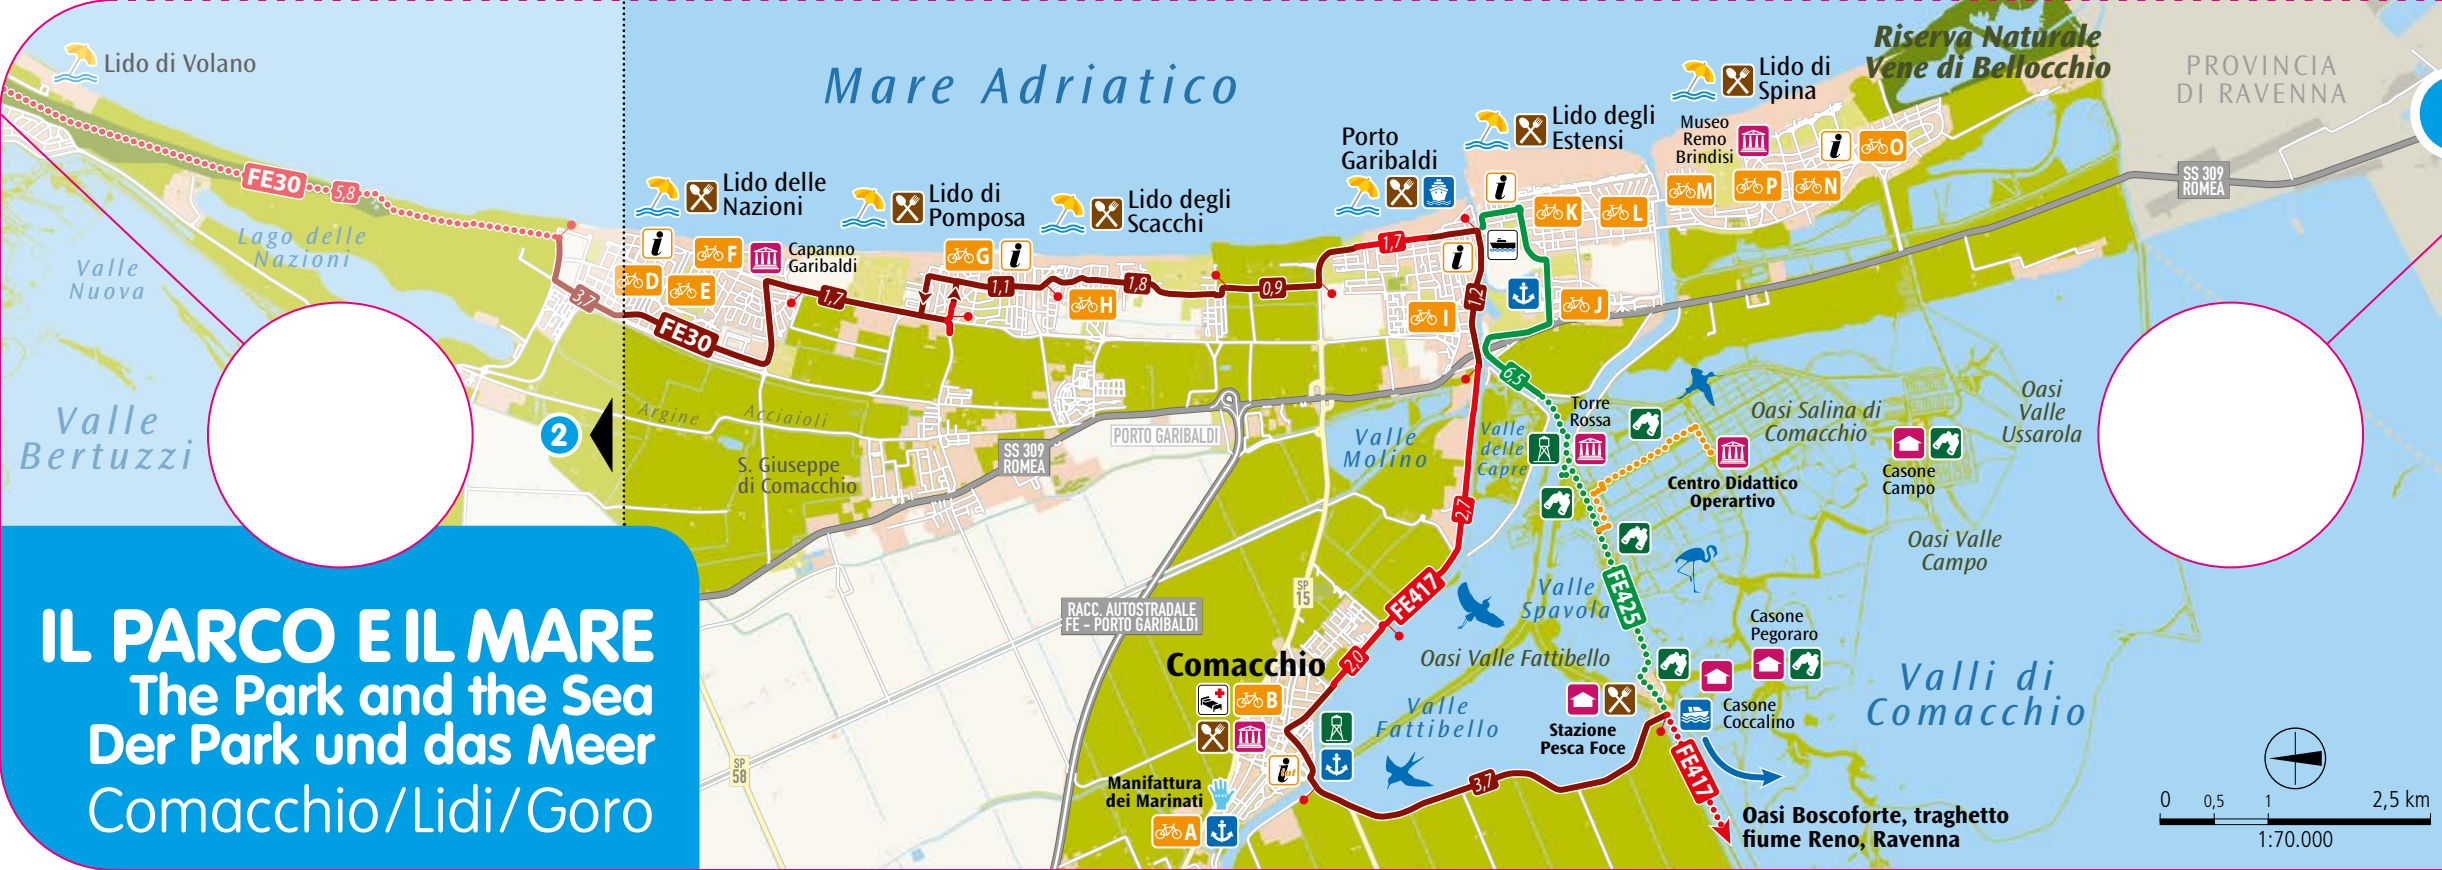 Lido di Volano
Mare Adriatico
Riserva Naturale
Vene di Bellocchio
PROVINCIA
DI RAVENNA
Lido di
Spina
Lido degli
Estensi
Museo
Remo
Brindisi
i
O
M
P
N
SS 309
ROMEA
Porto
Garibaldi
i
K
L
FE30
5,8
Lido delle
Nazioni
Lido di
Pomposa
Lido degli
Scacchi
Lago delle
Nazioni
Valle
Nuova
i
F
Capanno
Garibaldi
D
E
G
i
H
3,7
FE30
1,7
1,1
1,8
0,9
1,7
i
1,2
I
J
6,5
Valle
Bertuzzi
2
Argine Acciaioli
PORTO GARIBALDI
SS 309
ROMEA
S. Giuseppe
di Comacchio
Valle
Molino
Valle
delle
Capre
Torre
Rossa
Oasi Salina di
Comacchio
Oasi
Valle
Ussarola
Centro Didattico
Operartivo
Casone
Campo
2,7
Oasi Valle
Campo
FE417
FE425
Valle
Spavola
SP
15
RACC. AUTOSTRADALE
FE - PORTO GARIBALDI
Casone
Pegoraro
Comacchio
2,0
Oasi Valle Fattibello
B
Valle
Fattibello
Stazione
Pesca Foce
Casone
Coccalino
Valli di
Comacchio
SP
58
i
Manifattura
dei Marinati
A
3,7
FE417
Oasi Boscoforte, traghetto
fiume Reno, Ravenna
0 0,5 1 2,5 km
1:70.000
IL PARCO E IL MARE
The Park and the Sea
Der Park und das Meer
Comacchio/Lidi/Goro